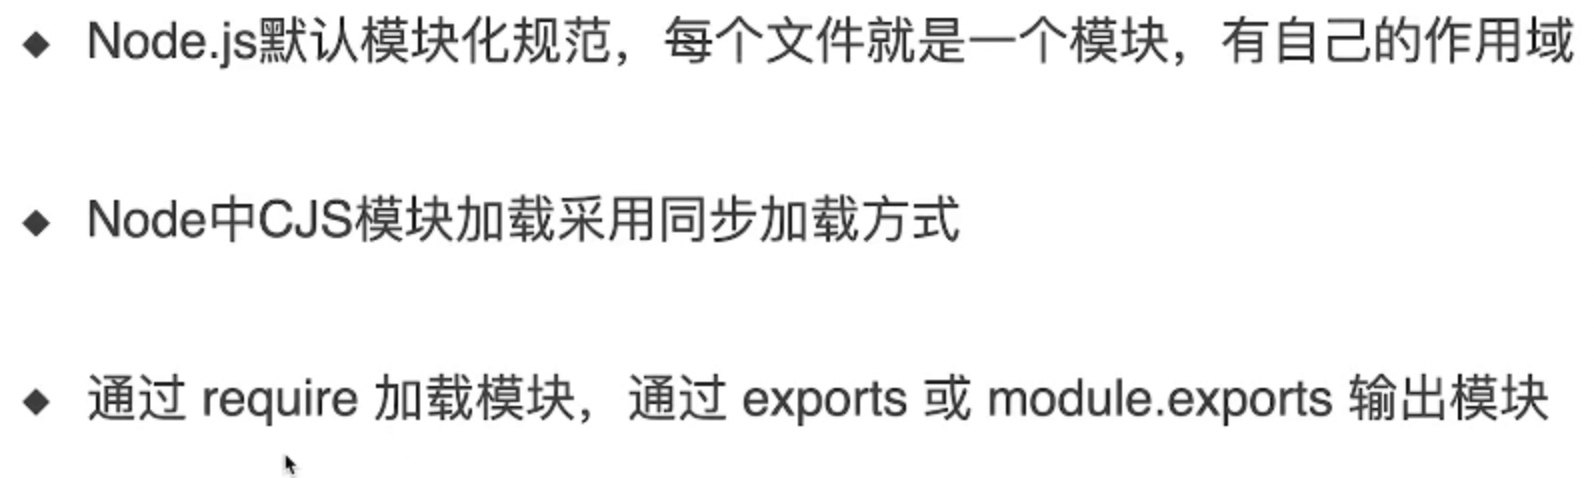 ◆ Node.js默认模块化规范，每个文件就是一个模块，有自己的作用域
◆ Node中CJS模块加载采用同步加载方式
◆ 通过 require 加载模块，通过 exports 或 module.exports 输出模块